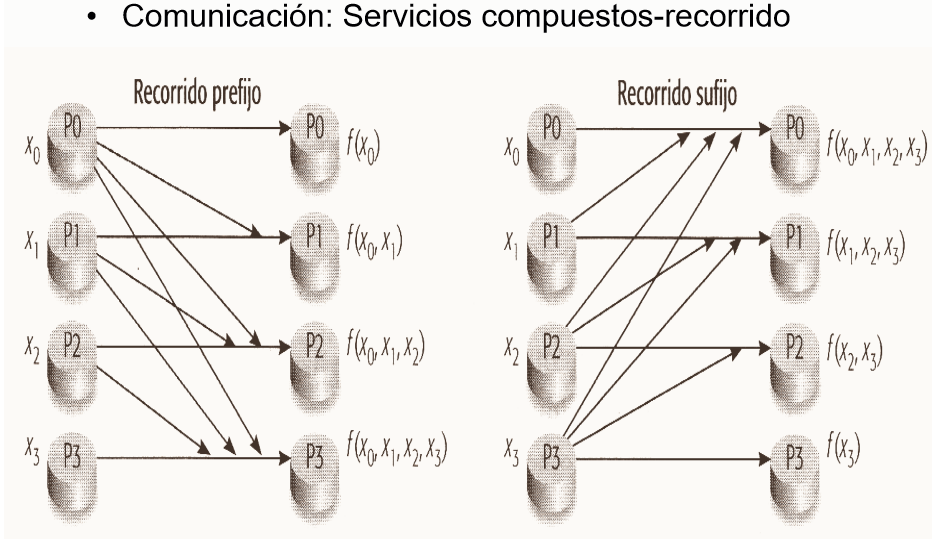 • Comunicación: Servicios compuestos-recorrido
Recorrido prefijo
x₀ P0 P0 f(x₀)
x₁ P1 P1 f(x₀, x₁)
x₂ P2 P2 f(x₀, x₁, x₂)
x₃ P3 P3 f(x₀, x₁, x₂, x₃)
Recorrido sufijo
x₀ P0 P0 f(x₀, x₁, x₂, x₃)
x₁ P1 P1 f(x₁, x₂, x₃)
x₂ P2 P2 f(x₂, x₃)
x₃ P3 P3 f(x₃)